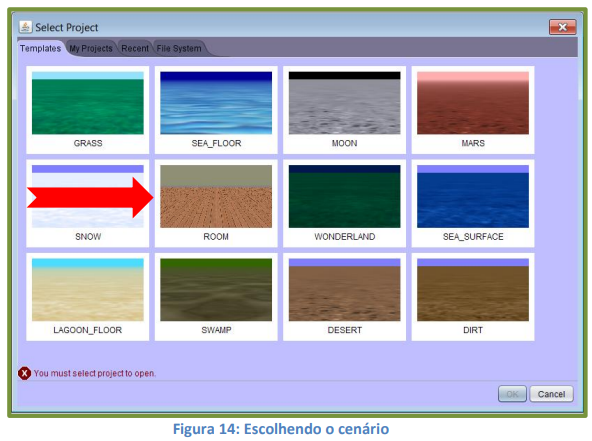 Select Project
Templates My Projects Recent File System
GRASS SEA_FLOOR MOON MARS
SNOW ROOM WONDERLAND SEA_SURFACE
LAGOON_FLOOR SWAMP DESERT DIRT
You must select project to open.
OK Cancel
Figura 14: Escolhendo o cenário